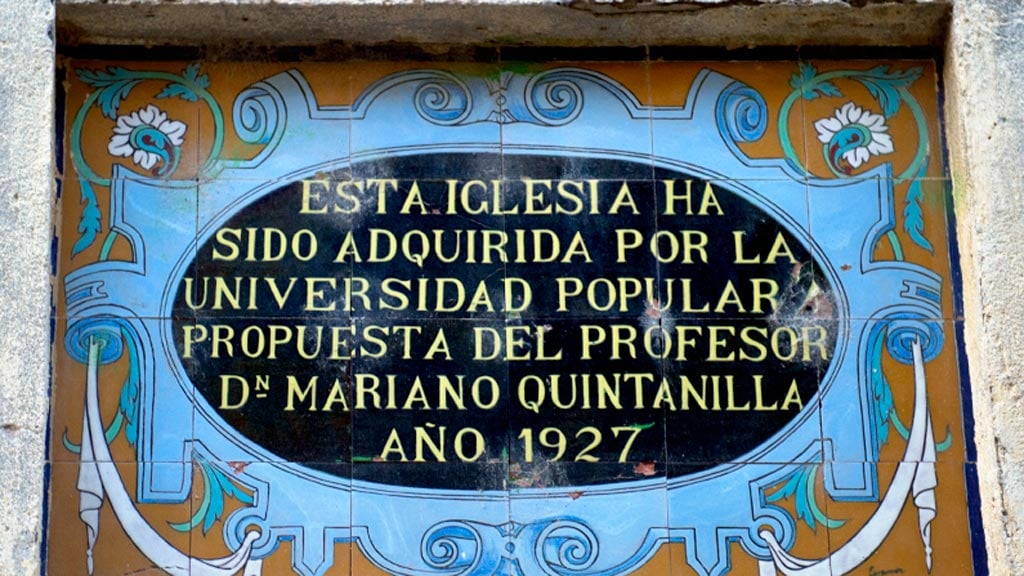 ESTA IGLESIA HA
SIDO ADQUIRIDA POR LA
UNIVERSIDAD POPULAR A
PROPUESTA DEL PROFESOR
Dᴺ MARIANO QUINTANILLA
AÑO 1927